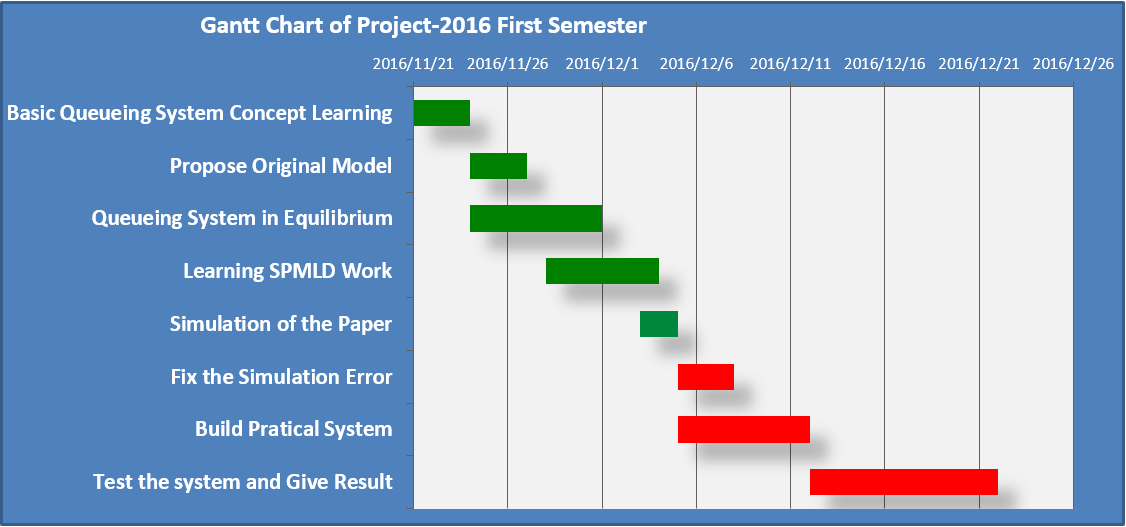 Gantt Chart of Project-2016 First Semester
2016/11/21 2016/11/26 2016/12/1 2016/12/6 2016/12/11 2016/12/16 2016/12/21 2016/12/26
Basic Queueing System Concept Learning
Propose Original Model
Queueing System in Equilibrium
Learning SPMLD Work
Simulation of the Paper
Fix the Simulation Error
Build Pratical System
Test the system and Give Result